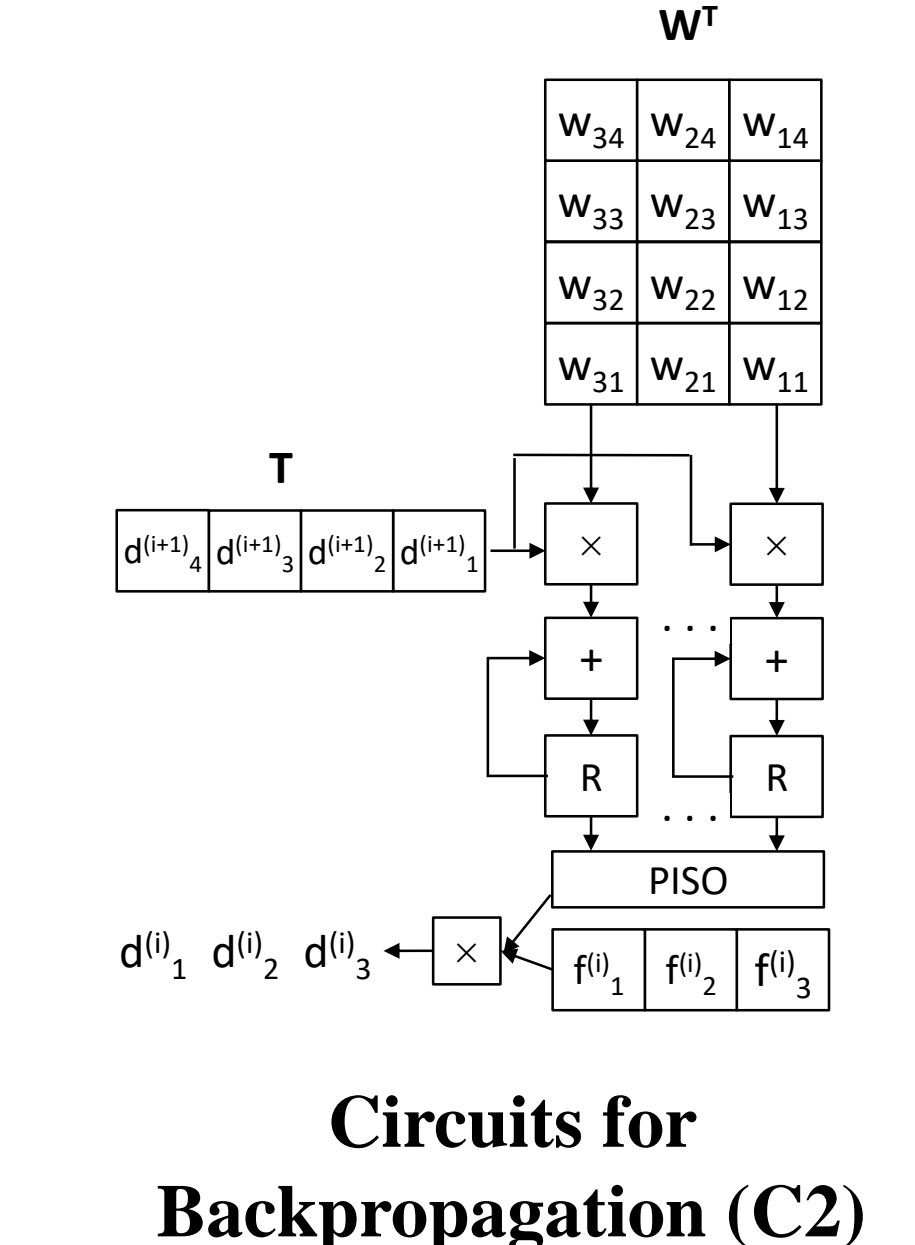 Wᵀ
w₃₄ w₂₄ w₁₄
w₃₃ w₂₃ w₁₃
w₃₂ w₂₂ w₁₂
w₃₁ w₂₁ w₁₁
T
d⁽ⁱ⁺¹⁾₄ d⁽ⁱ⁺¹⁾₃ d⁽ⁱ⁺¹⁾₂ d⁽ⁱ⁺¹⁾₁
× ×
. . .
+ +
R R
. . .
PISO
d⁽ⁱ⁾₁ d⁽ⁱ⁾₂ d⁽ⁱ⁾₃ ×
f⁽ⁱ⁾₁ f⁽ⁱ⁾₂ f⁽ⁱ⁾₃
Circuits for
Backpropagation (C2)